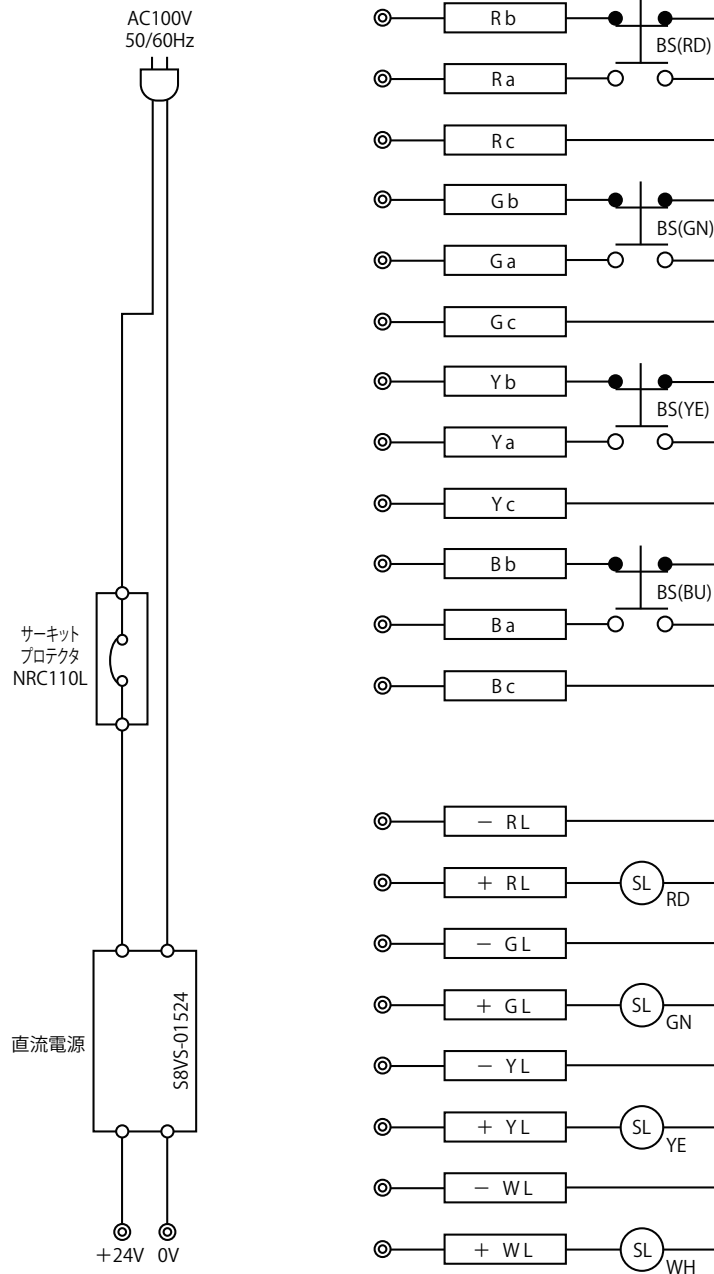 AC100V
50/60Hz
サーキット
プロテクタ
NRC110L
直流電源
S8VS-01524
+24V
0V
Rb
BS(RD)
Ra
Rc
Gb
BS(GN)
Ga
Gc
Yb
BS(YE)
Ya
Yc
Bb
BS(BU)
Ba
Bc
− RL
+ RL
SL
RD
− GL
+ GL
SL
GN
− YL
+ YL
SL
YE
− WL
+ WL
SL
WH